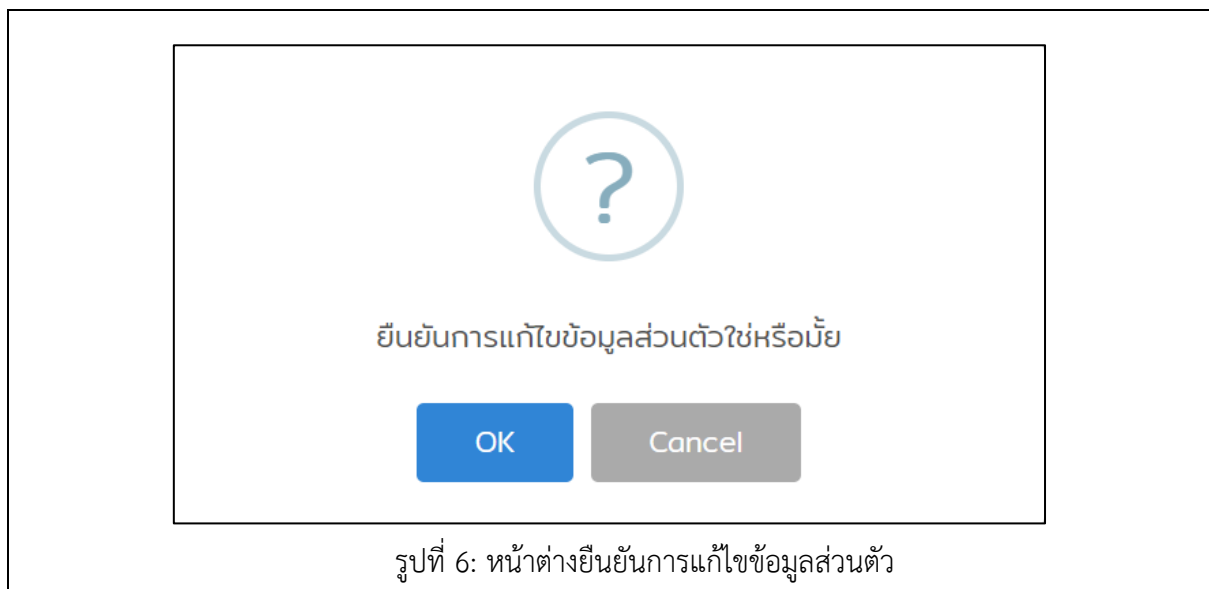 ?
ยืนยันการแก้ไขข้อมูลส่วนตัวใช่หรือมั้ย
OK Cancel
รูปที่ 6: หน้าต่างยืนยันการแก้ไขข้อมูลส่วนตัว